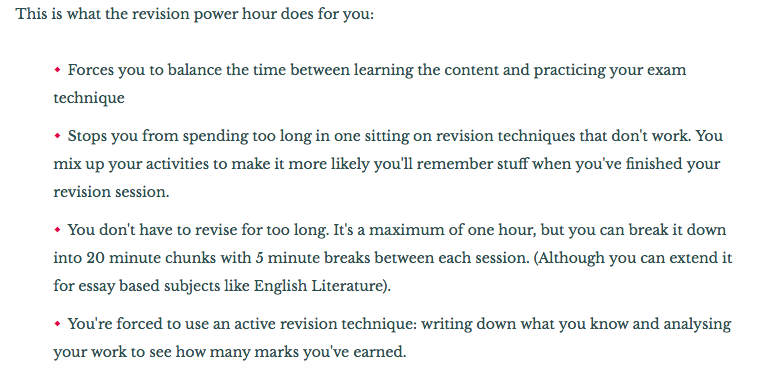 This is what the revision power hour does for you:
Forces you to balance the time between learning the content and practicing your exam
technique
Stops you from spending too long in one sitting on revision techniques that don't work. You
mix up your activities to make it more likely you'll remember stuff when you've finished your
revision session.
You don't have to revise for too long. It's a maximum of one hour, but you can break it down
into 20 minute chunks with 5 minute breaks between each session. (Although you can extend it
for essay based subjects like English Literature).
You're forced to use an active revision technique: writing down what you know and analysing
your work to see how many marks you've earned.